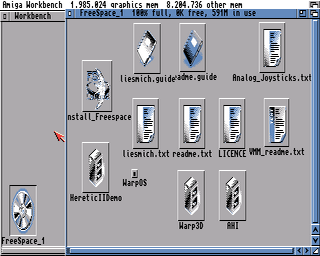 Amiga Workbench 1.985.024 graphics mem 8.204.736 other mem
Workbench
FreeSpace_1 100% full, 0K free, 591M in use
liesmich.guide
eadme.guide
Analog_Joysticks.txt
nstall_Freespace
liesmich.txt
readme.txt
LICENCE
VMM_readme.txt
HereticIIDemo
WarpOS
Warp3D
AHI
FreeSpace_1